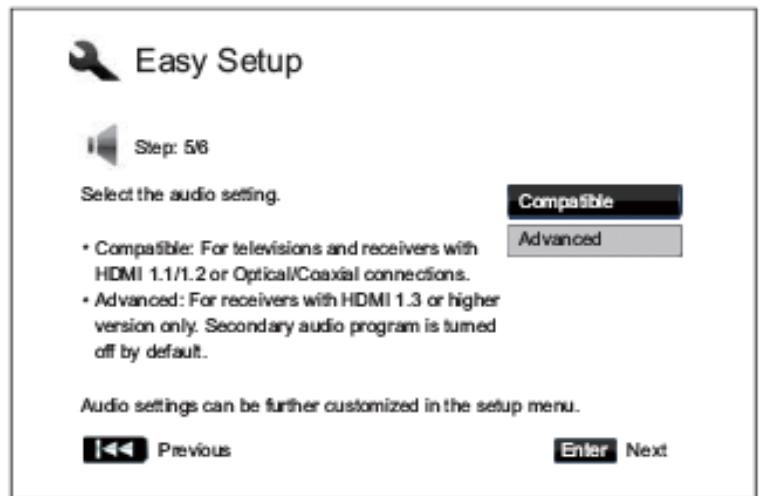 Easy Setup
Step: 5/6
Select the audio setting.
Compatible
Advanced
• Compatible: For televisions and receivers with
HDMI 1.1/1.2 or Optical/Coaxial connections.
• Advanced: For receivers with HDMI 1.3 or higher
version only. Secondary audio program is turned
off by default.
Audio settings can be further customized in the setup menu.
Previous
Enter Next